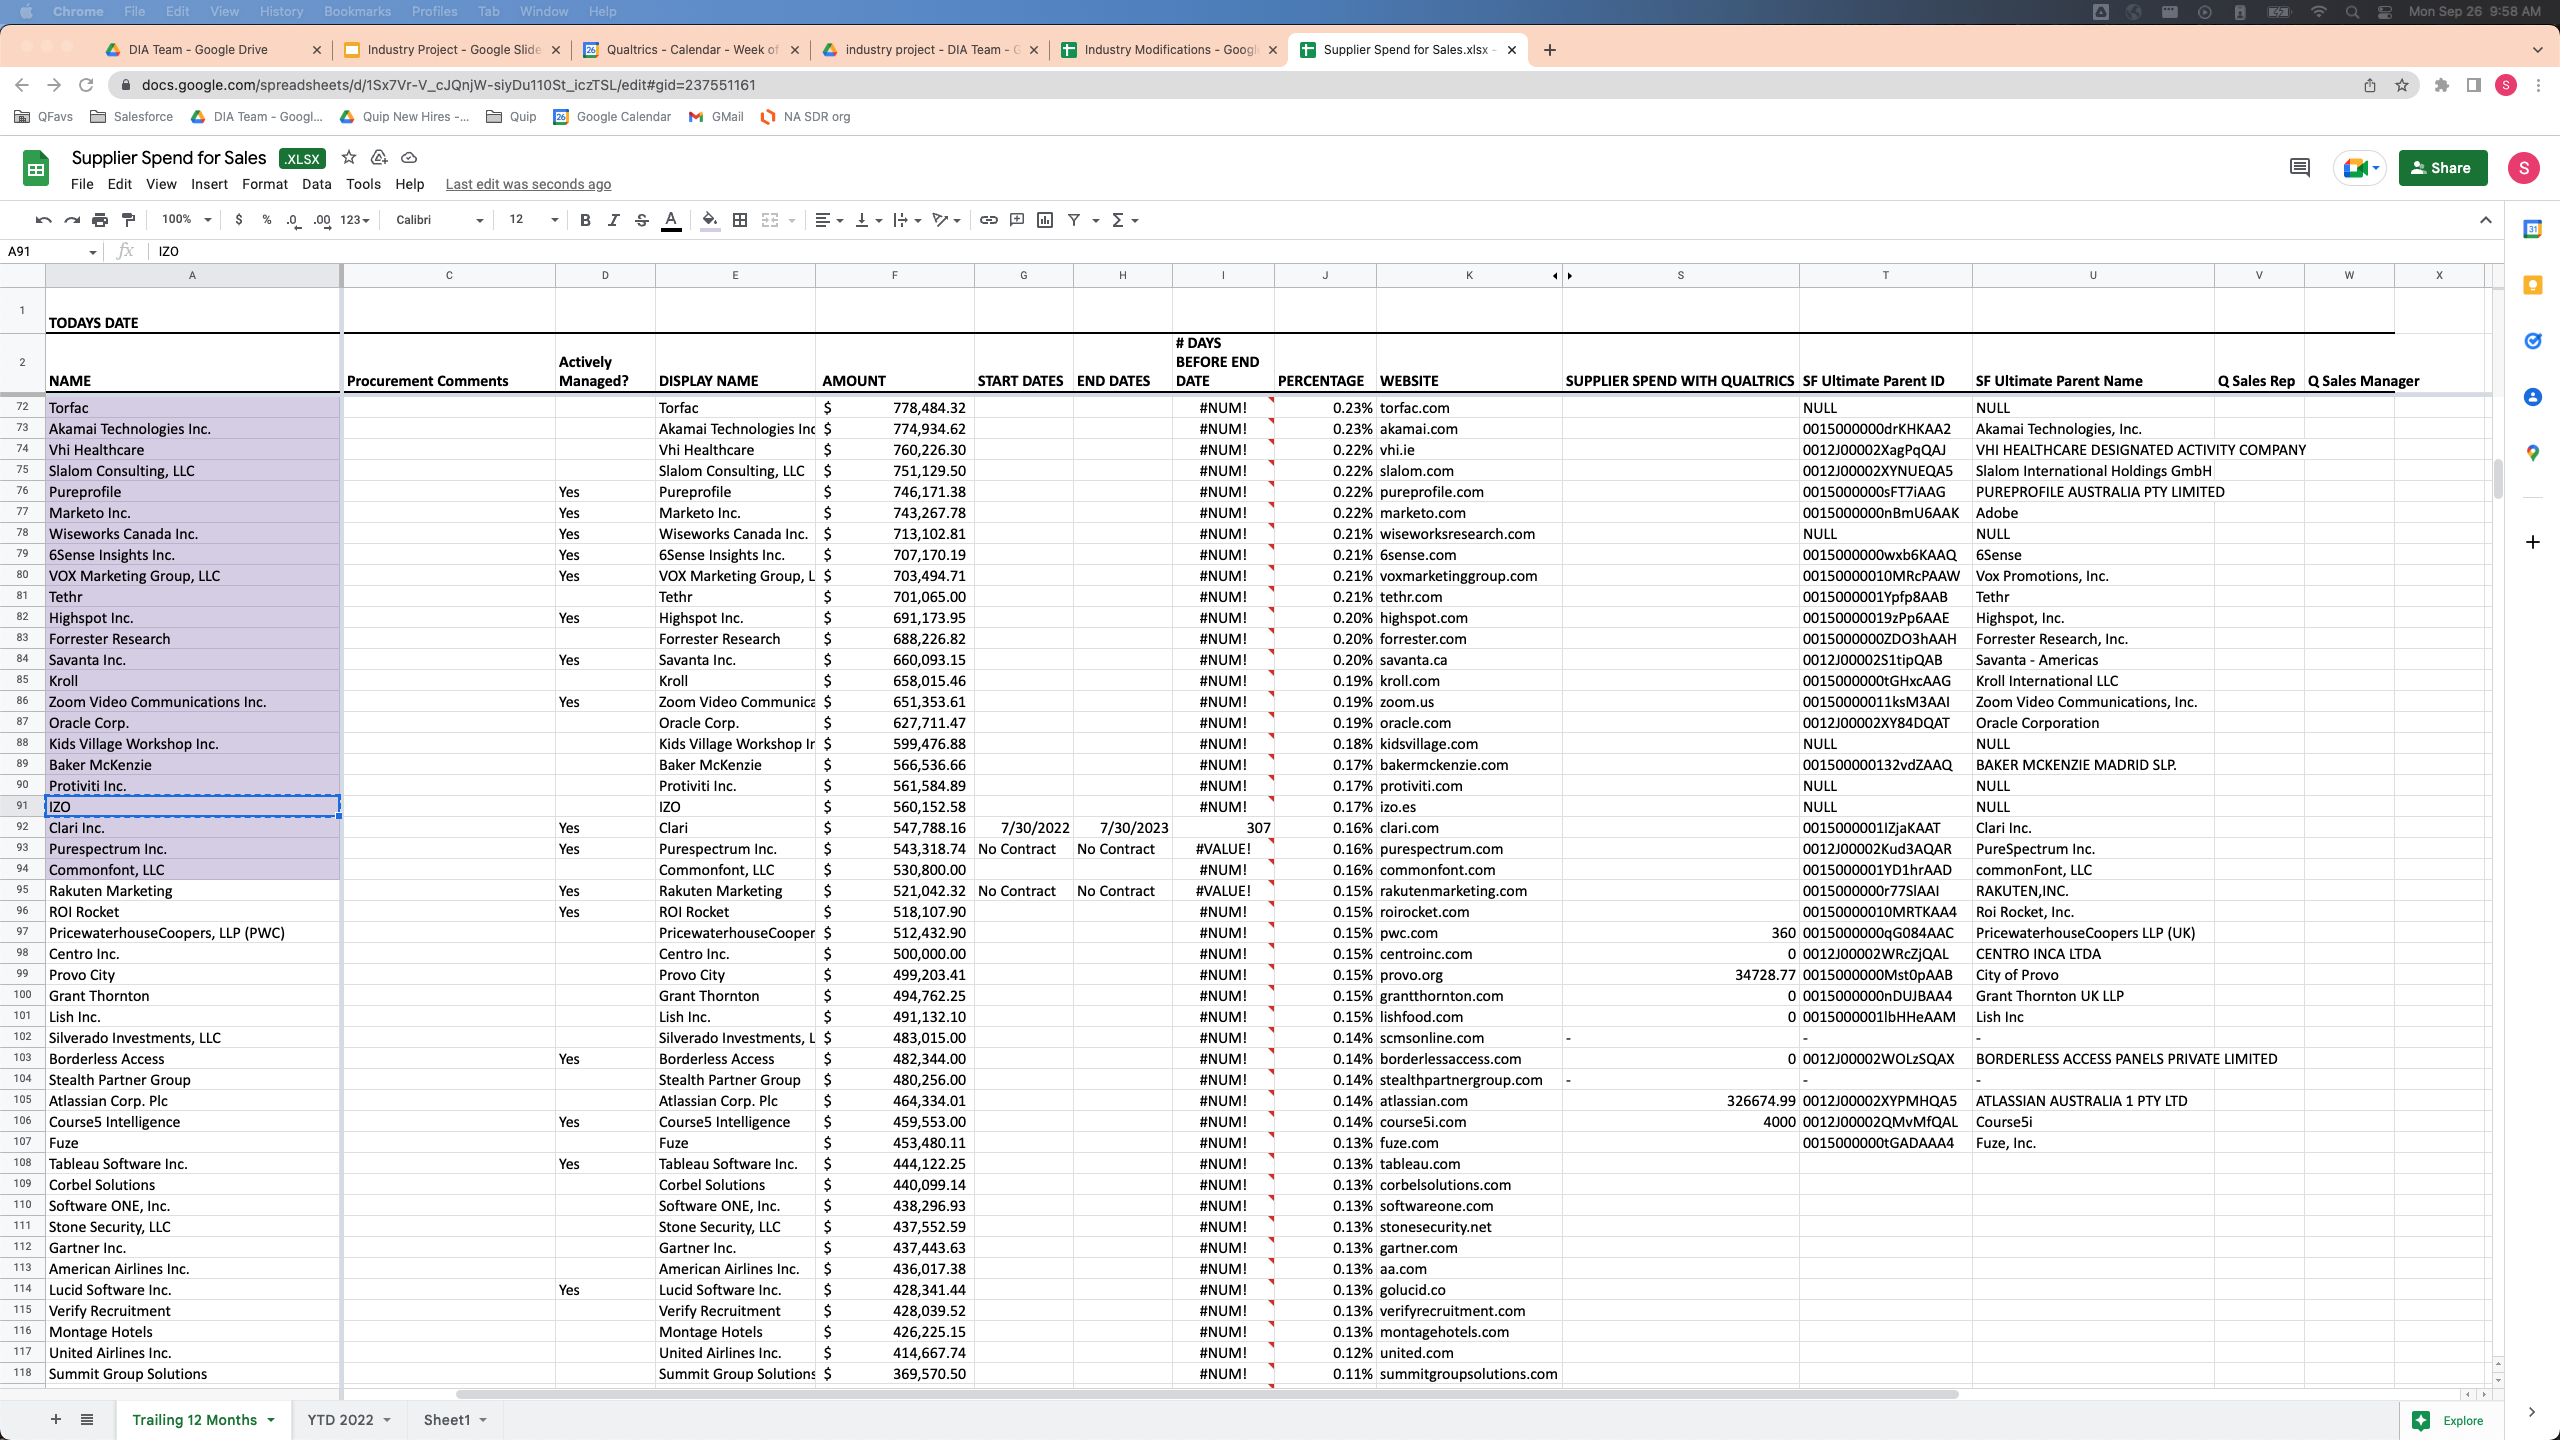 Chrome File Edit View History Bookmarks Profiles Tab Window Help Mon Sep 26 9:58 AM
DIA Team - Google Drive Industry Project - Google Slide Qualtrics - Calendar - Week of industry project - DIA Team - G Industry Modifications - Googl Supplier Spend for Sales.xlsx -
docs.google.com/spreadsheets/d/1Sx7Vr-V_cJQnjW-siyDu110St_iczTSL/edit#gid=237551161 S
QFavs Salesforce DIA Team - Googl... Quip New Hires -... Quip Google Calendar GMail NA SDR org
Supplier Spend for Sales .XLSX
File Edit View Insert Format Data Tools Help Last edit was seconds ago Share S
100% $ % .0 .00 123 Calibri 12 B I S A
A91 fx IZO
A C D E F G H I J K S T U V W X
1 TODAYS DATE
2 NAME Procurement Comments Actively Managed? DISPLAY NAME AMOUNT START DATES END DATES # DAYS BEFORE END DATE PERCENTAGE WEBSITE SUPPLIER SPEND WITH QUALTRICS SF Ultimate Parent ID SF Ultimate Parent Name Q Sales Rep Q Sales Manager
72 Torfac Torfac $ 778,484.32 #NUM! 0.23% torfac.com NULL NULL
73 Akamai Technologies Inc. Akamai Technologies Inc $ 774,934.62 #NUM! 0.23% akamai.com 0015000000drKHKAA2 Akamai Technologies, Inc.
74 Vhi Healthcare Vhi Healthcare $ 760,226.30 #NUM! 0.22% vhi.ie 0012J00002XagPqQAJ VHI HEALTHCARE DESIGNATED ACTIVITY COMPANY
75 Slalom Consulting, LLC Slalom Consulting, LLC $ 751,129.50 #NUM! 0.22% slalom.com 0012J00002XYNUEQA5 Slalom International Holdings GmbH
76 Pureprofile Yes Pureprofile $ 746,171.38 #NUM! 0.22% pureprofile.com 0015000000sFT7iAAG PUREPROFILE AUSTRALIA PTY LIMITED
77 Marketo Inc. Yes Marketo Inc. $ 743,267.78 #NUM! 0.22% marketo.com 0015000000nBmU6AAK Adobe
78 Wiseworks Canada Inc. Yes Wiseworks Canada Inc. $ 713,102.81 #NUM! 0.21% wiseworksresearch.com NULL NULL
79 6Sense Insights Inc. Yes 6Sense Insights Inc. $ 707,170.19 #NUM! 0.21% 6sense.com 0015000000wxb6KAAQ 6Sense
80 VOX Marketing Group, LLC Yes VOX Marketing Group, L $ 703,494.71 #NUM! 0.21% voxmarketinggroup.com 00150000010MRcPAAW Vox Promotions, Inc.
81 Tethr Tethr $ 701,065.00 #NUM! 0.21% tethr.com 0015000001Ypfp8AAB Tethr
82 Highspot Inc. Yes Highspot Inc. $ 691,173.95 #NUM! 0.20% highspot.com 00150000019zPp6AAE Highspot, Inc.
83 Forrester Research Forrester Research $ 688,226.82 #NUM! 0.20% forrester.com 0015000000ZDO3hAAH Forrester Research, Inc.
84 Savanta Inc. Yes Savanta Inc. $ 660,093.15 #NUM! 0.20% savanta.ca 0012J00002S1tipQAB Savanta - Americas
85 Kroll Kroll $ 658,015.46 #NUM! 0.19% kroll.com 0015000000tGHxcAAG Kroll International LLC
86 Zoom Video Communications Inc. Yes Zoom Video Communica $ 651,353.61 #NUM! 0.19% zoom.us 00150000011ksM3AAI Zoom Video Communications, Inc.
87 Oracle Corp. Oracle Corp. $ 627,711.47 #NUM! 0.19% oracle.com 0012J00002XY84DQAT Oracle Corporation
88 Kids Village Workshop Inc. Kids Village Workshop Ir $ 599,476.88 #NUM! 0.18% kidsvillage.com NULL NULL
89 Baker McKenzie Baker McKenzie $ 566,536.66 #NUM! 0.17% bakermckenzie.com 001500000132vdZAAQ BAKER MCKENZIE MADRID SLP.
90 Protiviti Inc. Protiviti Inc. $ 561,584.89 #NUM! 0.17% protiviti.com NULL NULL
91 IZO IZO $ 560,152.58 #NUM! 0.17% izo.es NULL NULL
92 Clari Inc. Yes Clari $ 547,788.16 7/30/2022 7/30/2023 307 0.16% clari.com 0015000001IZjaKAAT Clari Inc.
93 Purespectrum Inc. Yes Purespectrum Inc. $ 543,318.74 No Contract No Contract #VALUE! 0.16% purespectrum.com 0012J00002Kud3AQAR PureSpectrum Inc.
94 Commonfont, LLC Commonfont, LLC $ 530,800.00 #NUM! 0.16% commonfont.com 0015000001YD1hrAAD commonFont, LLC
95 Rakuten Marketing Yes Rakuten Marketing $ 521,042.32 No Contract No Contract #VALUE! 0.15% rakutenmarketing.com 0015000000r77SlAAI RAKUTEN,INC.
96 ROI Rocket Yes ROI Rocket $ 518,107.90 #NUM! 0.15% roirocket.com 00150000010MRTKAA4 Roi Rocket, Inc.
97 PricewaterhouseCoopers, LLP (PWC) PricewaterhouseCooper $ 512,432.90 #NUM! 0.15% pwc.com 360 0015000000qG084AAC PricewaterhouseCoopers LLP (UK)
98 Centro Inc. Centro Inc. $ 500,000.00 #NUM! 0.15% centroinc.com 0 0012J00002WRcZjQAL CENTRO INCA LTDA
99 Provo City Provo City $ 499,203.41 #NUM! 0.15% provo.org 34728.77 0015000000Mst0pAAB City of Provo
100 Grant Thornton Grant Thornton $ 494,762.25 #NUM! 0.15% grantthornton.com 0 0015000000nDUJBAA4 Grant Thornton UK LLP
101 Lish Inc. Lish Inc. $ 491,132.10 #NUM! 0.15% lishfood.com 0 0015000001lbHHeAAM Lish Inc
102 Silverado Investments, LLC Silverado Investments, L $ 483,015.00 #NUM! 0.14% scmsonline.com - - -
103 Borderless Access Yes Borderless Access $ 482,344.00 #NUM! 0.14% borderlessaccess.com 0 0012J00002WOLzSQAX BORDERLESS ACCESS PANELS PRIVATE LIMITED
104 Stealth Partner Group Stealth Partner Group $ 480,256.00 #NUM! 0.14% stealthpartnergroup.com - - -
105 Atlassian Corp. Plc Atlassian Corp. Plc $ 464,334.01 #NUM! 0.14% atlassian.com 326674.99 0012J00002XYPMHQA5 ATLASSIAN AUSTRALIA 1 PTY LTD
106 Course5 Intelligence Yes Course5 Intelligence $ 459,553.00 #NUM! 0.14% course5i.com 4000 0012J00002QMvMfQAL Course5i
107 Fuze Fuze $ 453,480.11 #NUM! 0.13% fuze.com 0015000000tGADAAA4 Fuze, Inc.
108 Tableau Software Inc. Yes Tableau Software Inc. $ 444,122.25 #NUM! 0.13% tableau.com
109 Corbel Solutions Corbel Solutions $ 440,099.14 #NUM! 0.13% corbelsolutions.com
110 Software ONE, Inc. Software ONE, Inc. $ 438,296.93 #NUM! 0.13% softwareone.com
111 Stone Security, LLC Stone Security, LLC $ 437,552.59 #NUM! 0.13% stonesecurity.net
112 Gartner Inc. Gartner Inc. $ 437,443.63 #NUM! 0.13% gartner.com
113 American Airlines Inc. American Airlines Inc. $ 436,017.38 #NUM! 0.13% aa.com
114 Lucid Software Inc. Yes Lucid Software Inc. $ 428,341.44 #NUM! 0.13% golucid.co
115 Verify Recruitment Verify Recruitment $ 428,039.52 #NUM! 0.13% verifyrecruitment.com
116 Montage Hotels Montage Hotels $ 426,225.15 #NUM! 0.13% montagehotels.com
117 United Airlines Inc. United Airlines Inc. $ 414,667.74 #NUM! 0.12% united.com
118 Summit Group Solutions Summit Group Solutions $ 369,570.50 #NUM! 0.11% summitgroupsolutions.com
Trailing 12 Months YTD 2022 Sheet1 Explore